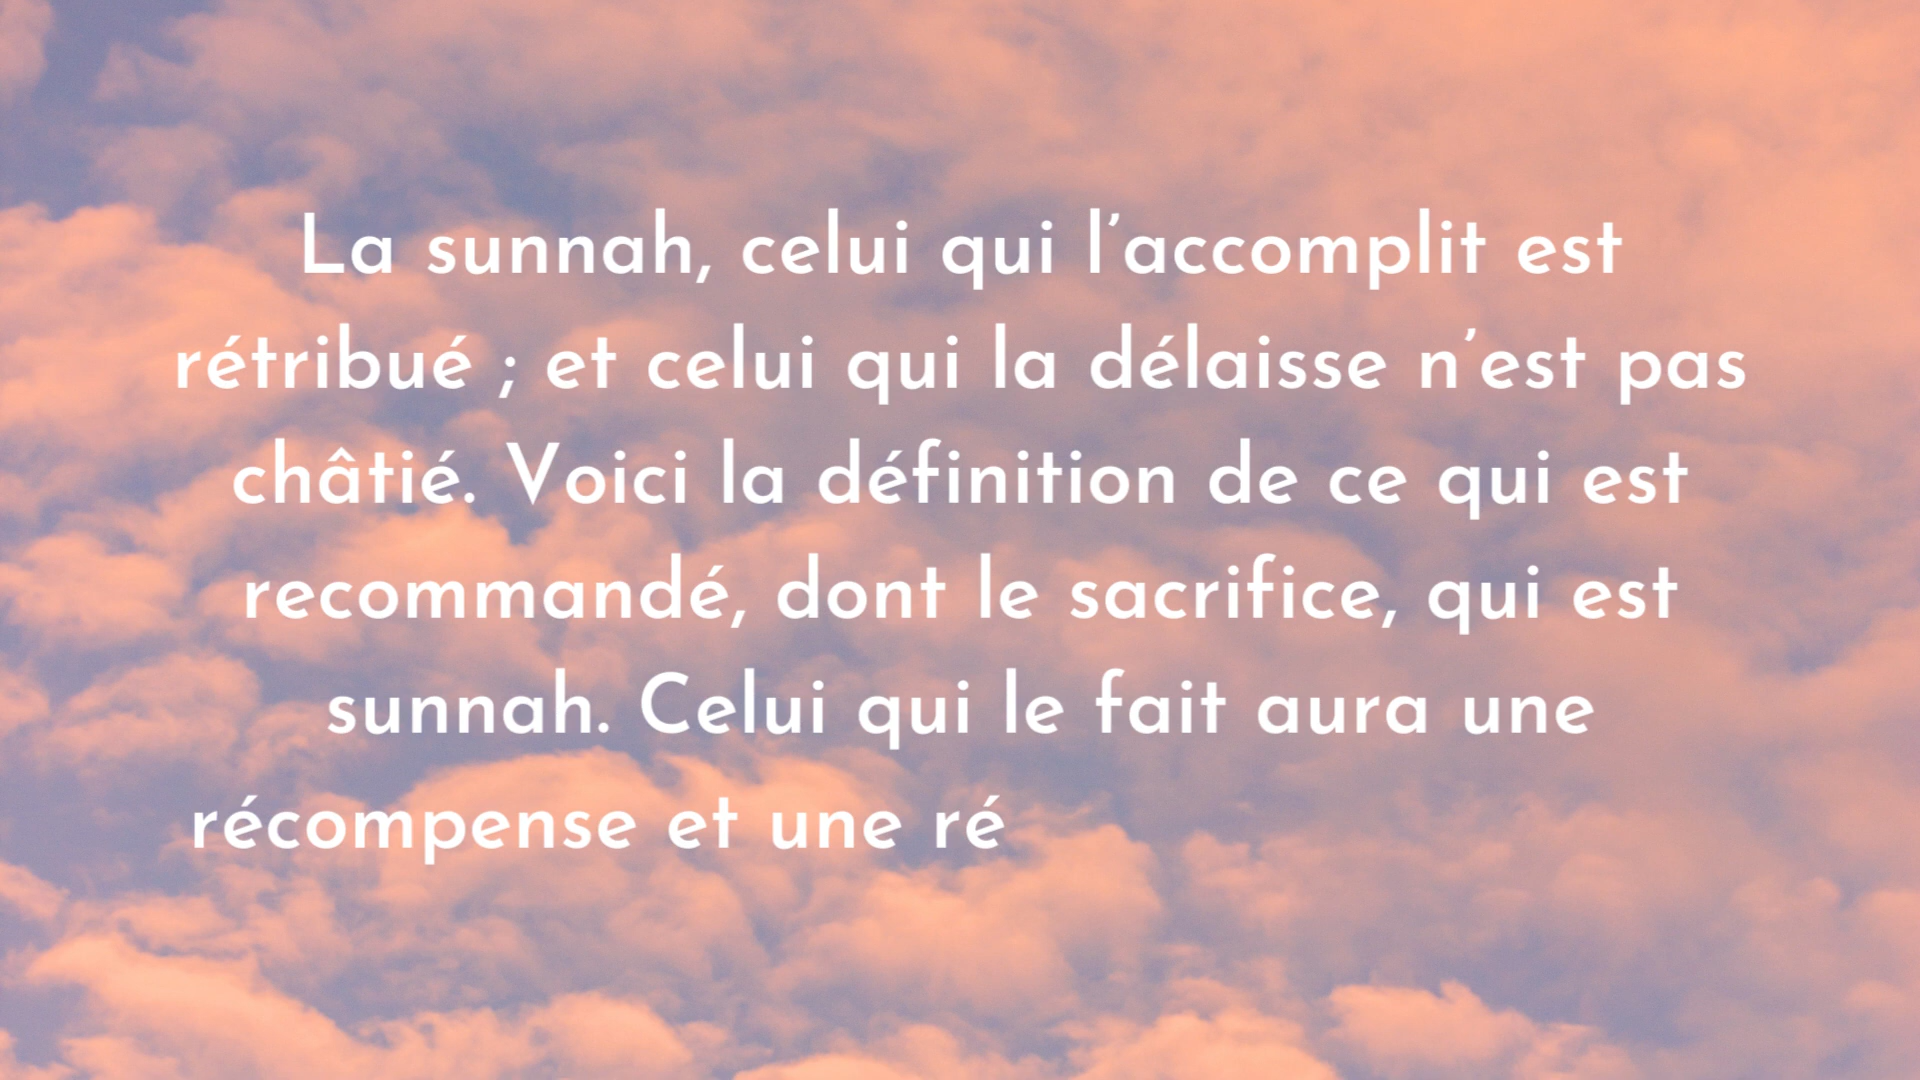 La sunnah, celui qui l’accomplit est
rétribué ; et celui qui la délaisse n’est pas
châtié. Voici la définition de ce qui est
recommandé, dont le sacrifice, qui est
sunnah. Celui qui le fait aura une
récompense et une ré